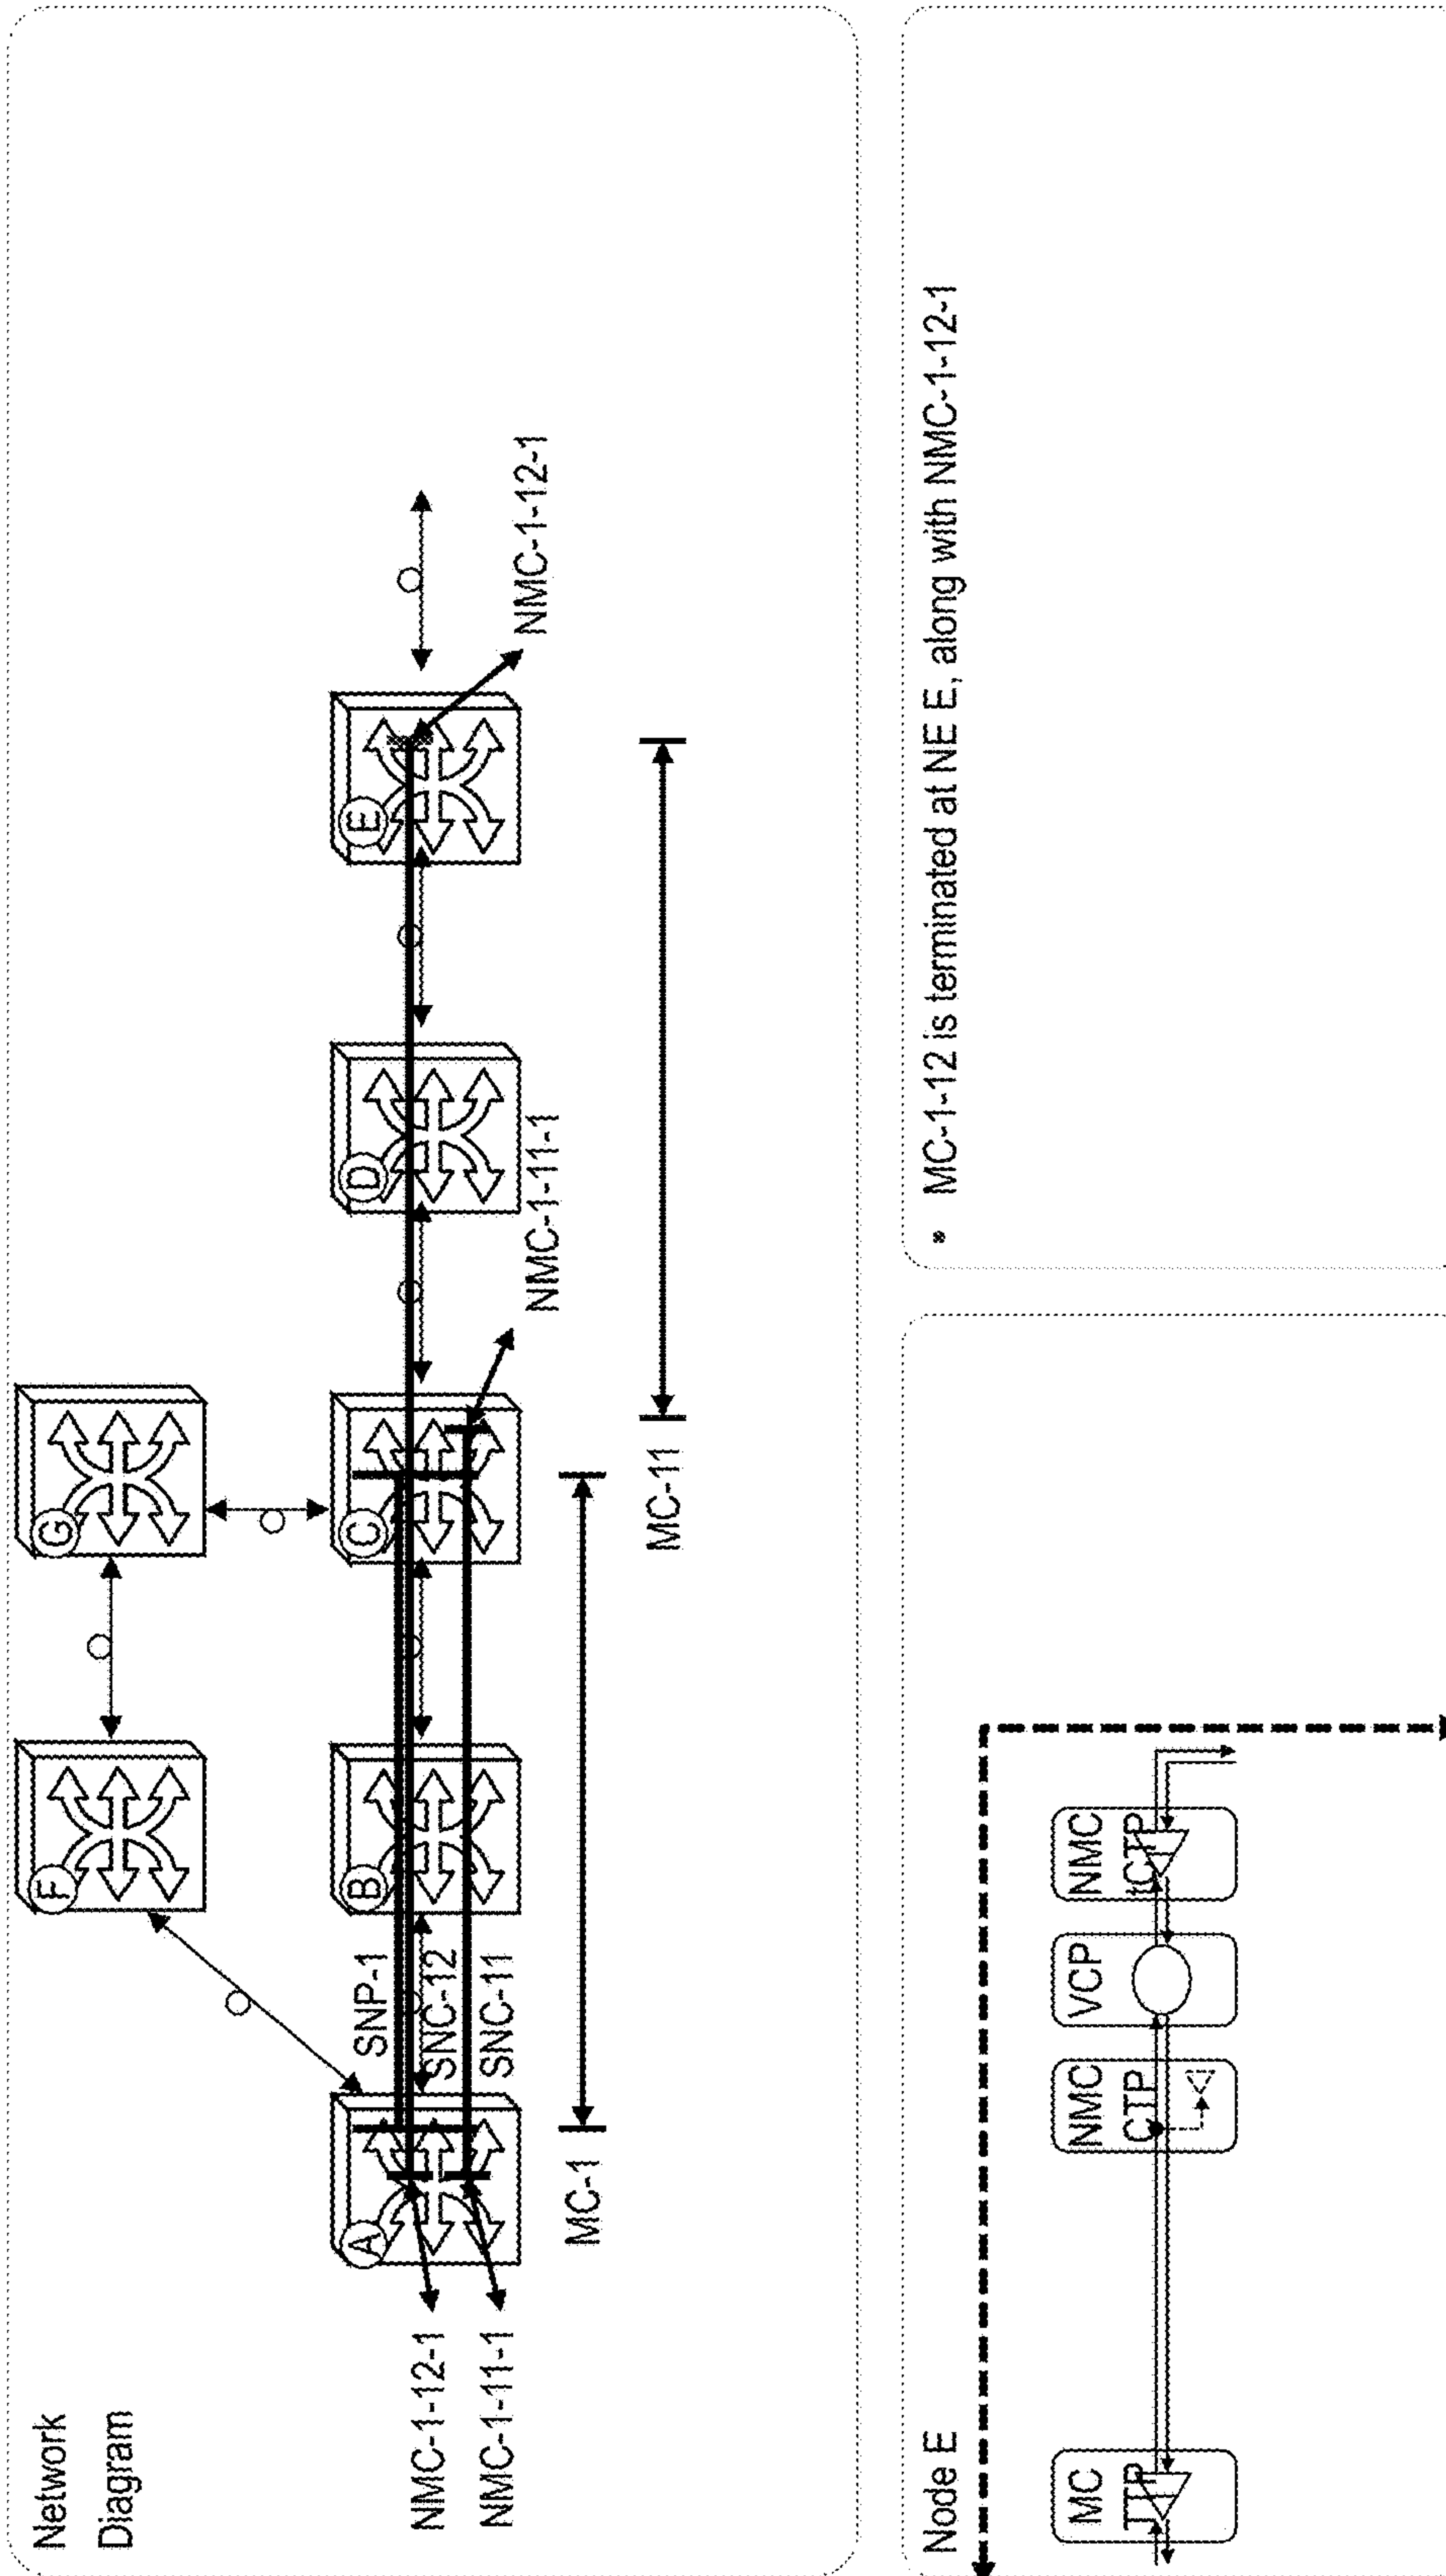 Network
Diagram
F
G
SNP-1
A
B
C
D
E
SNC-12
SNC-11
NMC-1-12-1
NMC-1-11-1
NMC-1-11-1
NMC-1-12-1
MC-1
MC-11
Node E
MC
TTP
NMC
CTP
VCP
NMC
tCTP
• MC-1-12 is terminated at NE E, along with NMC-1-12-1